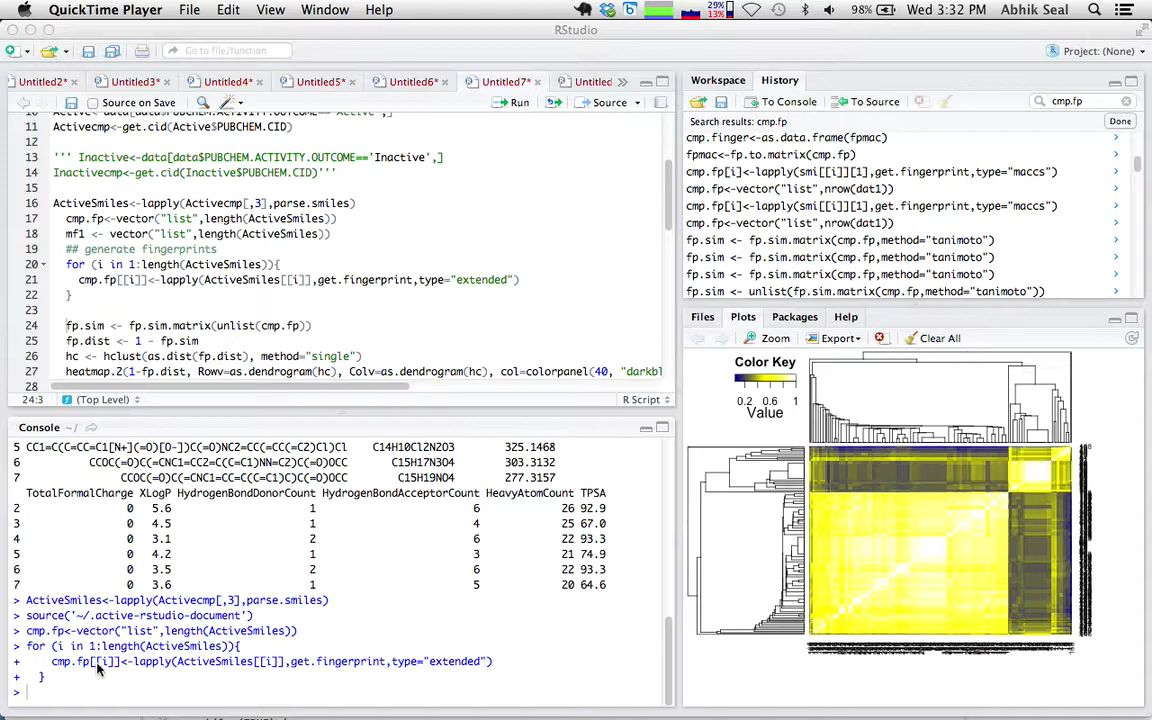 QuickTime Player File Edit View Window Help 29% 13% 98% Wed 3:32 PM Abhik Seal
RStudio
Go to file/function Project: (None)
Untitled2* Untitled3* Untitled4* Untitled5* Untitled6* Untitled7* Untitled
Source on Save Run Source
11 Activecmp<-get.cid(Active$PUBCHEM.CID)
12
13 ''' Inactive<-data[data$PUBCHEM.ACTIVITY.OUTCOME=='Inactive',]
14 Inactivecmp<-get.cid(Inactive$PUBCHEM.CID)'''
15
16 ActiveSmiles<-lapply(Activecmp[,3],parse.smiles)
17 cmp.fp<-vector("list",length(ActiveSmiles))
18 mf1 <- vector("list",length(ActiveSmiles))
19 ## generate fingerprints
20 for (i in 1:length(ActiveSmiles)){
21 cmp.fp[[i]]<-lapply(ActiveSmiles[[i]],get.fingerprint,type="extended")
22 }
23
24 fp.sim <- fp.sim.matrix(unlist(cmp.fp))
25 fp.dist <- 1 - fp.sim
26 hc <- hclust(as.dist(fp.dist), method="single")
27 heatmap.2(1-fp.dist, Rowv=as.dendrogram(hc), Colv=as.dendrogram(hc), col=colorpanel(40, "darkbl
28
24:3 (Top Level) R Script
Console ~/
5 CC1=C(C=CC=C1[N+](=O)[O-])C(=O)NCZ=CC(=CC(=C2)Cl)Cl C14H10Cl2N2O3 325.1468
6 CCOC(=O)C(=CNC1=CC2=C(C=C1)NN=C2)C(=O)OCC C15H17N3O4 303.3132
7 CCOC(=O)C(=CNC1=CC=CC=C1)C(=O)OCC C15H19NO4 277.3157
TotalFormalCharge XLogP HydrogenBondDonorCount HydrogenBondAcceptorCount HeavyAtomCount TPSA
2 0 5.6 1 6 26 92.9
3 0 4.5 1 4 25 67.0
4 0 3.1 2 6 22 93.3
5 0 4.2 1 3 21 74.9
6 0 3.5 2 6 22 93.3
7 0 3.6 1 5 20 64.6
> ActiveSmiles<-lapply(Activecmp[,3],parse.smiles)
> source('~/.active-rstudio-document')
> cmp.fp<-vector("list",length(ActiveSmiles))
> for (i in 1:length(ActiveSmiles)){
+ cmp.fp[[i]]<-lapply(ActiveSmiles[[i]],get.fingerprint,type="extended")
+ }
>
Workspace History
To Console To Source cmp.fp
Search results: cmp.fp Done
cmp.finger<-as.data.frame(fpmac)
fpmac<-fp.to.matrix(cmp.fp)
cmp.fp[i]<-lapply(smi[[i]][1],get.fingerprint,type="maccs")
cmp.fp<-vector("list",nrow(dat1))
cmp.fp[i]<-lapply(smi[[i]][1],get.fingerprint,type="maccs")
cmp.fp<-vector("list",nrow(dat1))
fp.sim <- fp.sim.matrix(cmp.fp,method="tanimoto")
fp.sim <- fp.sim.matrix(cmp.fp,method="tanimoto")
fp.sim <- fp.sim.matrix(cmp.fp,method="tanimoto")
fp.sim <- unlist(fp.sim.matrix(cmp.fp,method="tanimoto"))
Files Plots Packages Help
Zoom Export Clear All
Color Key
0.2 0.6 1
Value